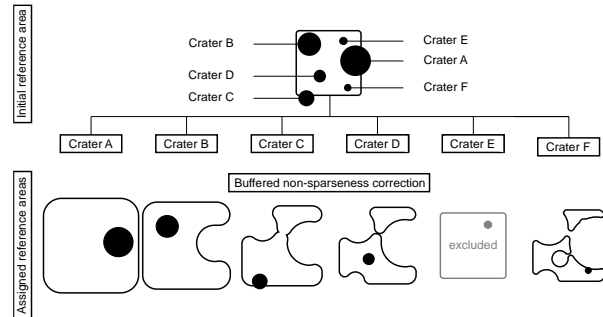 Initial reference area
Crater B
Crater E
Crater A
Crater D
Crater F
Crater C
Crater A
Crater B
Crater C
Crater D
Crater E
Crater F
Buffered non-sparseness correction
Assigned reference areas
excluded